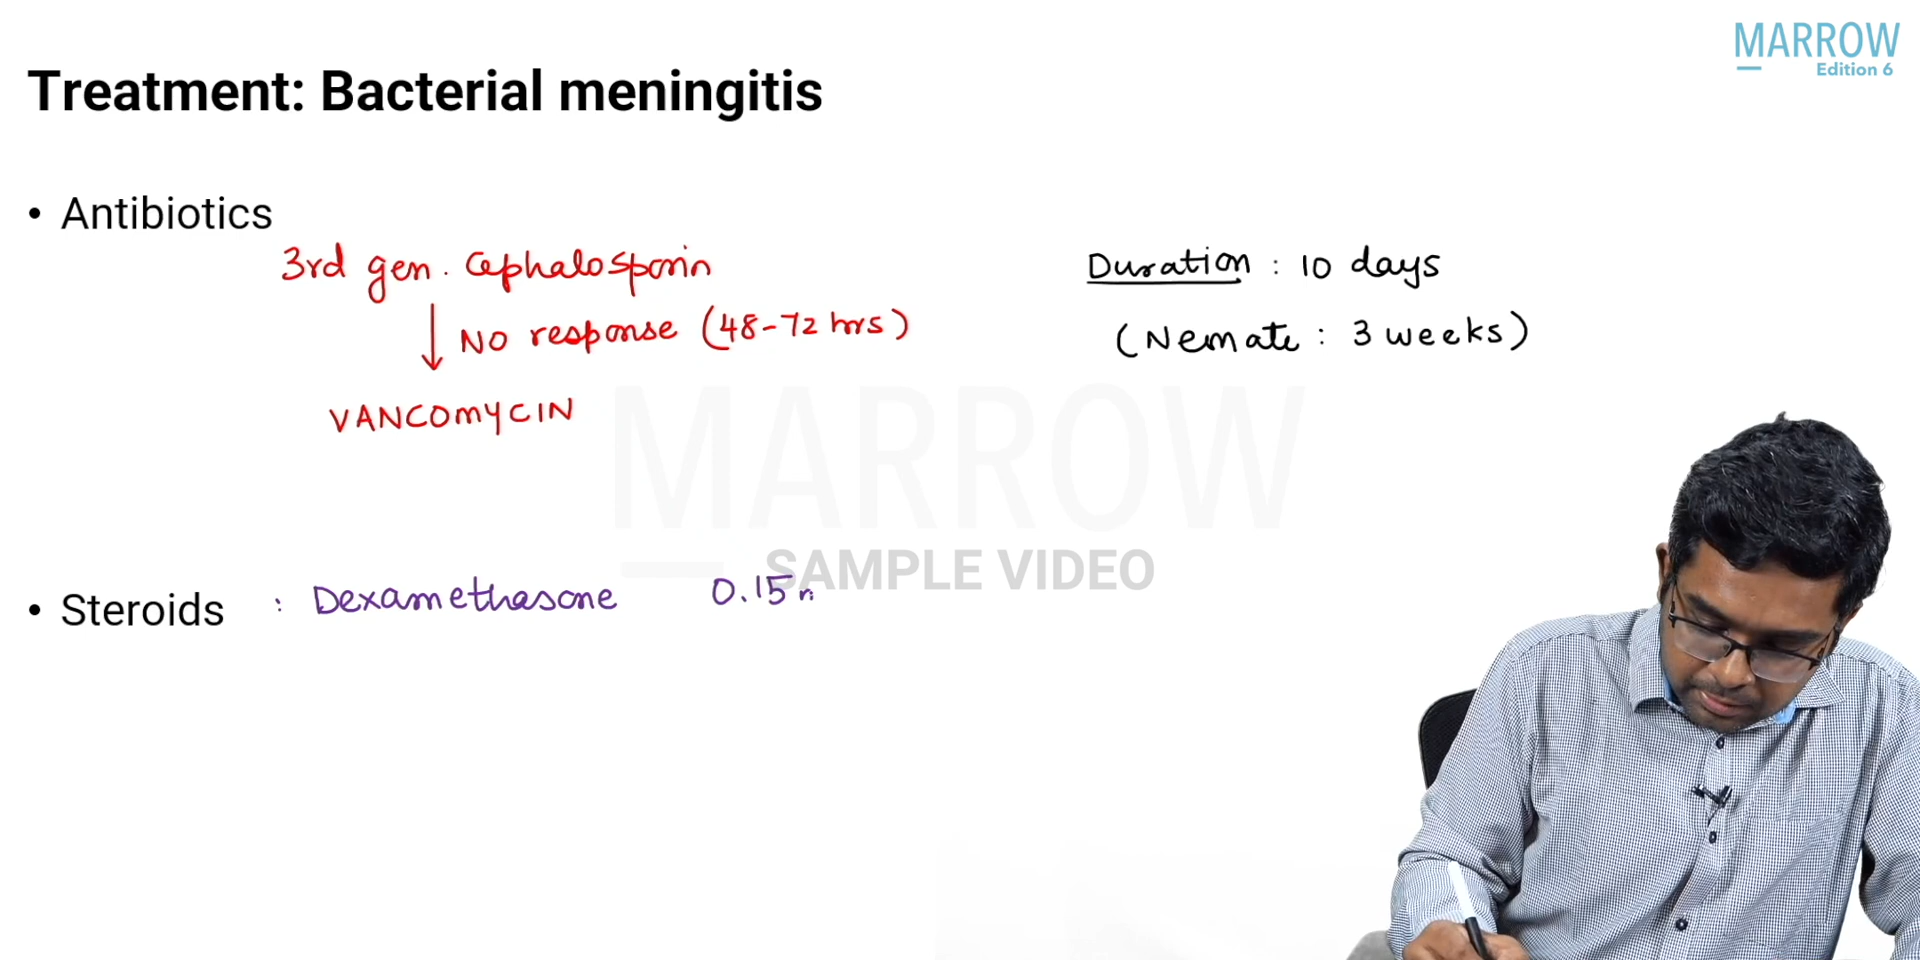 MARROW
Edition 6
Treatment: Bacterial meningitis
• Antibiotics
3rd gen. Cephalosporin
↓ No response (48-72 hrs)
VANCOMYCIN
Duration : 10 days
(Neonate : 3 weeks)
MARROW
SAMPLE VIDEO
• Steroids : Dexamethasone 0.15